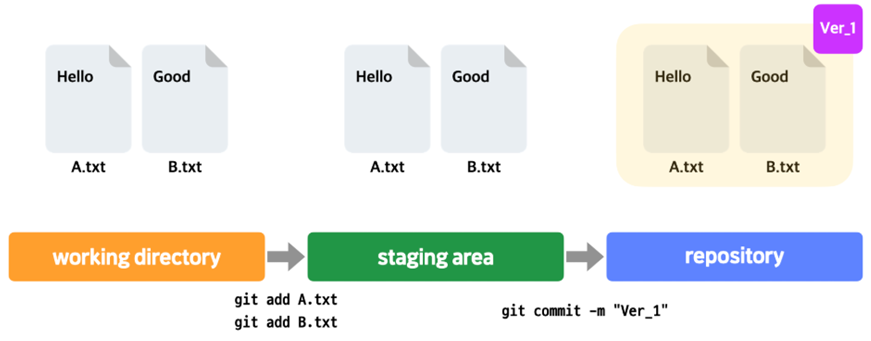 Ver_1
Hello
Good
Hello
Good
Hello
Good
A.txt
B.txt
A.txt
B.txt
A.txt
B.txt
working directory
staging area
repository
git add A.txt
git add B.txt
git commit -m "Ver_1"